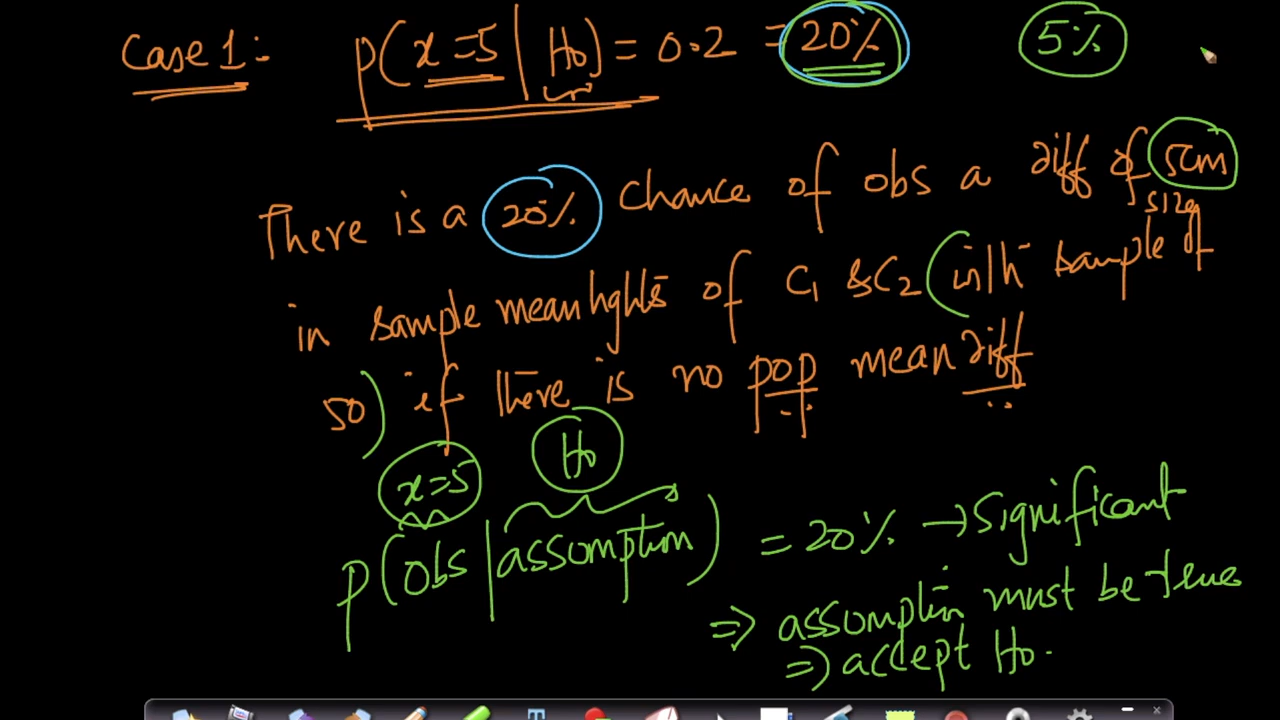 Case 1:- P(x=5 | Ho) = 0.2 = 20% 5%
There is a 20% chance of obs a diff of 5cm
in sample mean hghts of C1 & C2 (with sample of size
50) if there is no pop mean diff
x=5 Ho
P(obs | assumption) = 20% → Significant
⇒ assumption must be true
⇒ accept Ho.